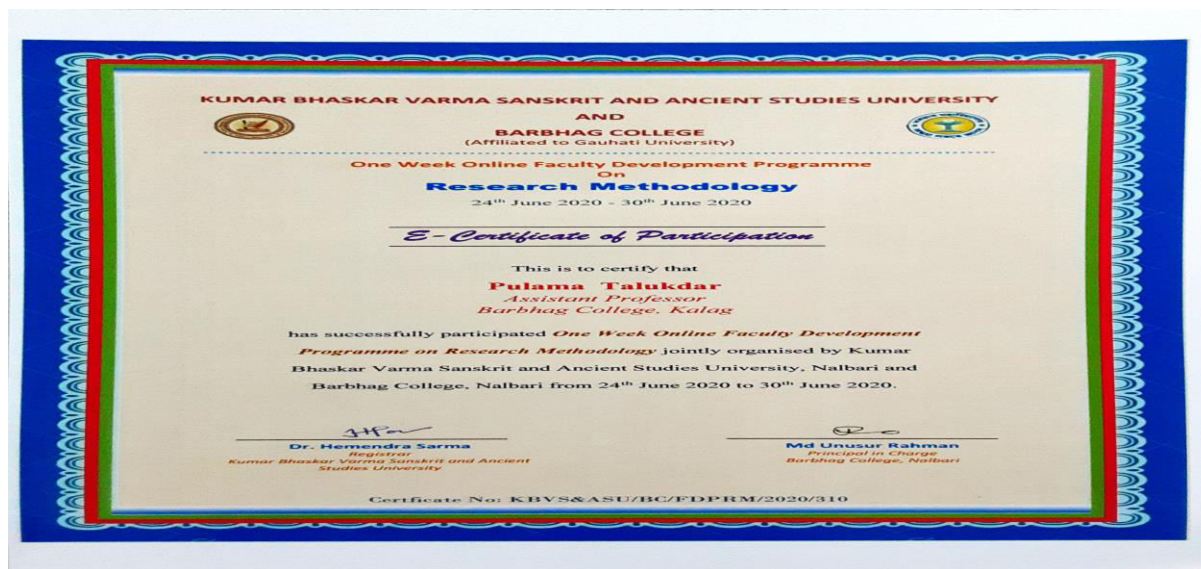 KUMAR BHASKAR VARMA SANSKRIT AND ANCIENT STUDIES UNIVERSITY
AND
BARBHAG COLLEGE
(Affiliated to Gauhati University)
One Week Online Faculty Development Programme
On
Research Methodology
24th June 2020 - 30th June 2020
E-Certificate of Participation
This is to certify that
Pulama Talukdar
Assistant Professor
Barbhag College, Kalag
has successfully participated One Week Online Faculty Development
Programme on Research Methodology jointly organised by Kumar
Bhaskar Varma Sanskrit and Ancient Studies University, Nalbari and
Barbhag College, Nalbari from 24th June 2020 to 30th June 2020.
Dr. Hemendra Sarma
Registrar
Kumar Bhaskar Varma Sanskrit and Ancient
Studies University
Md Unusur Rahman
Principal in Charge
Barbhag College, Nalbari
Certficate No: KBVS&ASU/BC/FDPRM/2020/310